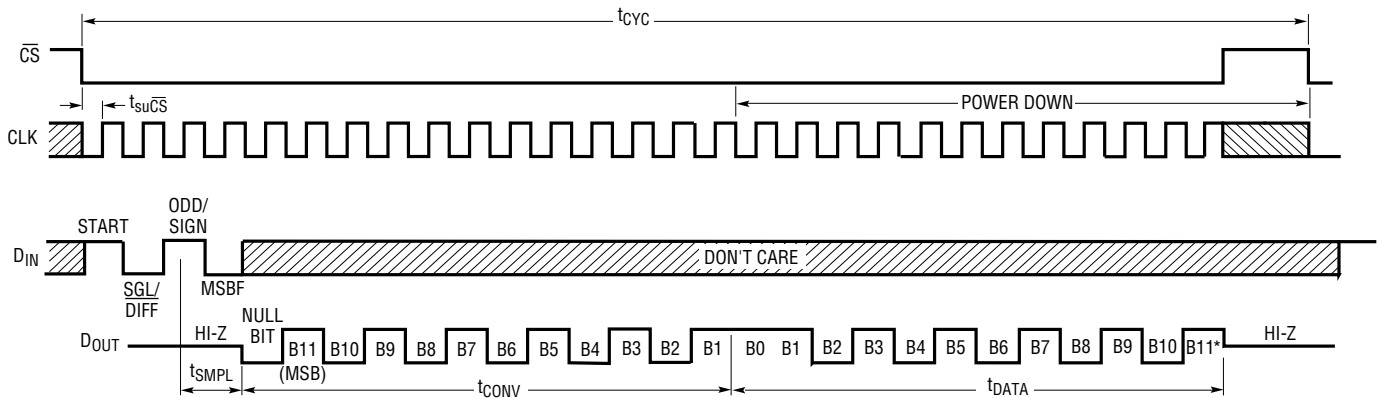 tCYC
CS
tsuCS
POWER DOWN
CLK
START
ODD/
SIGN
DIN
DON'T CARE
SGL/
DIFF
MSBF
DOUT
HI-Z
NULL
BIT
B11
(MSB)
B10
B9
B8
B7
B6
B5
B4
B3
B2
B1
B0
B1
B2
B3
B4
B5
B6
B7
B8
B9
B10
B11*
HI-Z
tSMPL
tCONV
tDATA